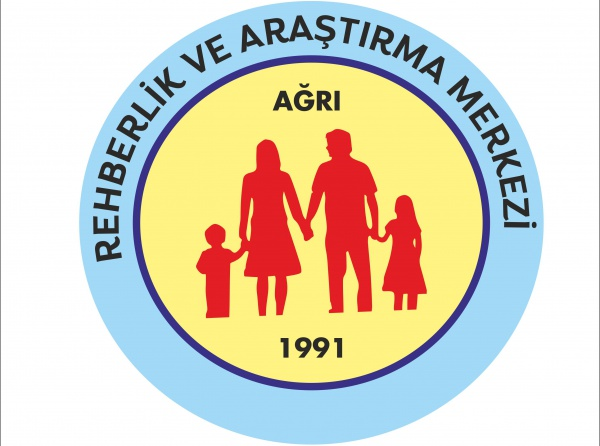 REHBERLİK VE ARAŞTIRMA MERKEZİ
AĞRI
1991